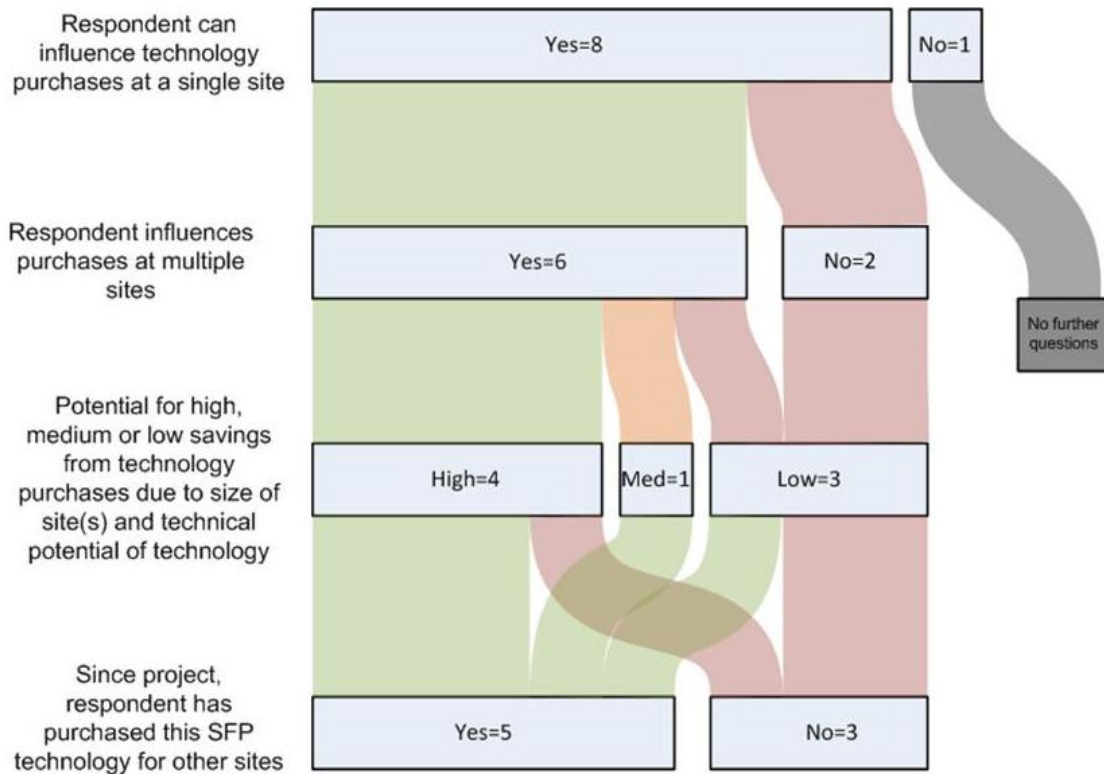 Respondent can
influence technology
purchases at a single site
Yes=8
No=1
Respondent influences
purchases at multiple
sites
Yes=6
No=2
No further
questions
Potential for high,
medium or low savings
from technology
purchases due to size of
site(s) and technical
potential of technology
High=4
Med=1
Low=3
Since project,
respondent has
purchased this SFP
technology for other sites
Yes=5
No=3